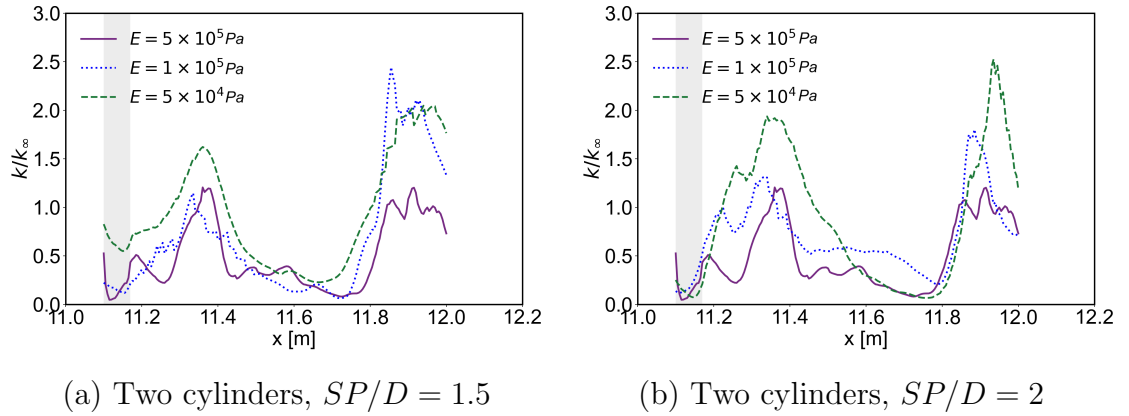 3.0
2.5
2.0
1.5
1.0
0.5
0.0
k/k∞
E = 5 × 10⁵Pa
E = 1 × 10⁵Pa
E = 5 × 10⁴Pa
11.0 11.2 11.4 11.6 11.8 12.0 12.2
x [m]
(a) Two cylinders, SP/D = 1.5
3.0
2.5
2.0
1.5
1.0
0.5
0.0
k/k∞
E = 5 × 10⁵Pa
E = 1 × 10⁵Pa
E = 5 × 10⁴Pa
11.0 11.2 11.4 11.6 11.8 12.0 12.2
x [m]
(b) Two cylinders, SP/D = 2